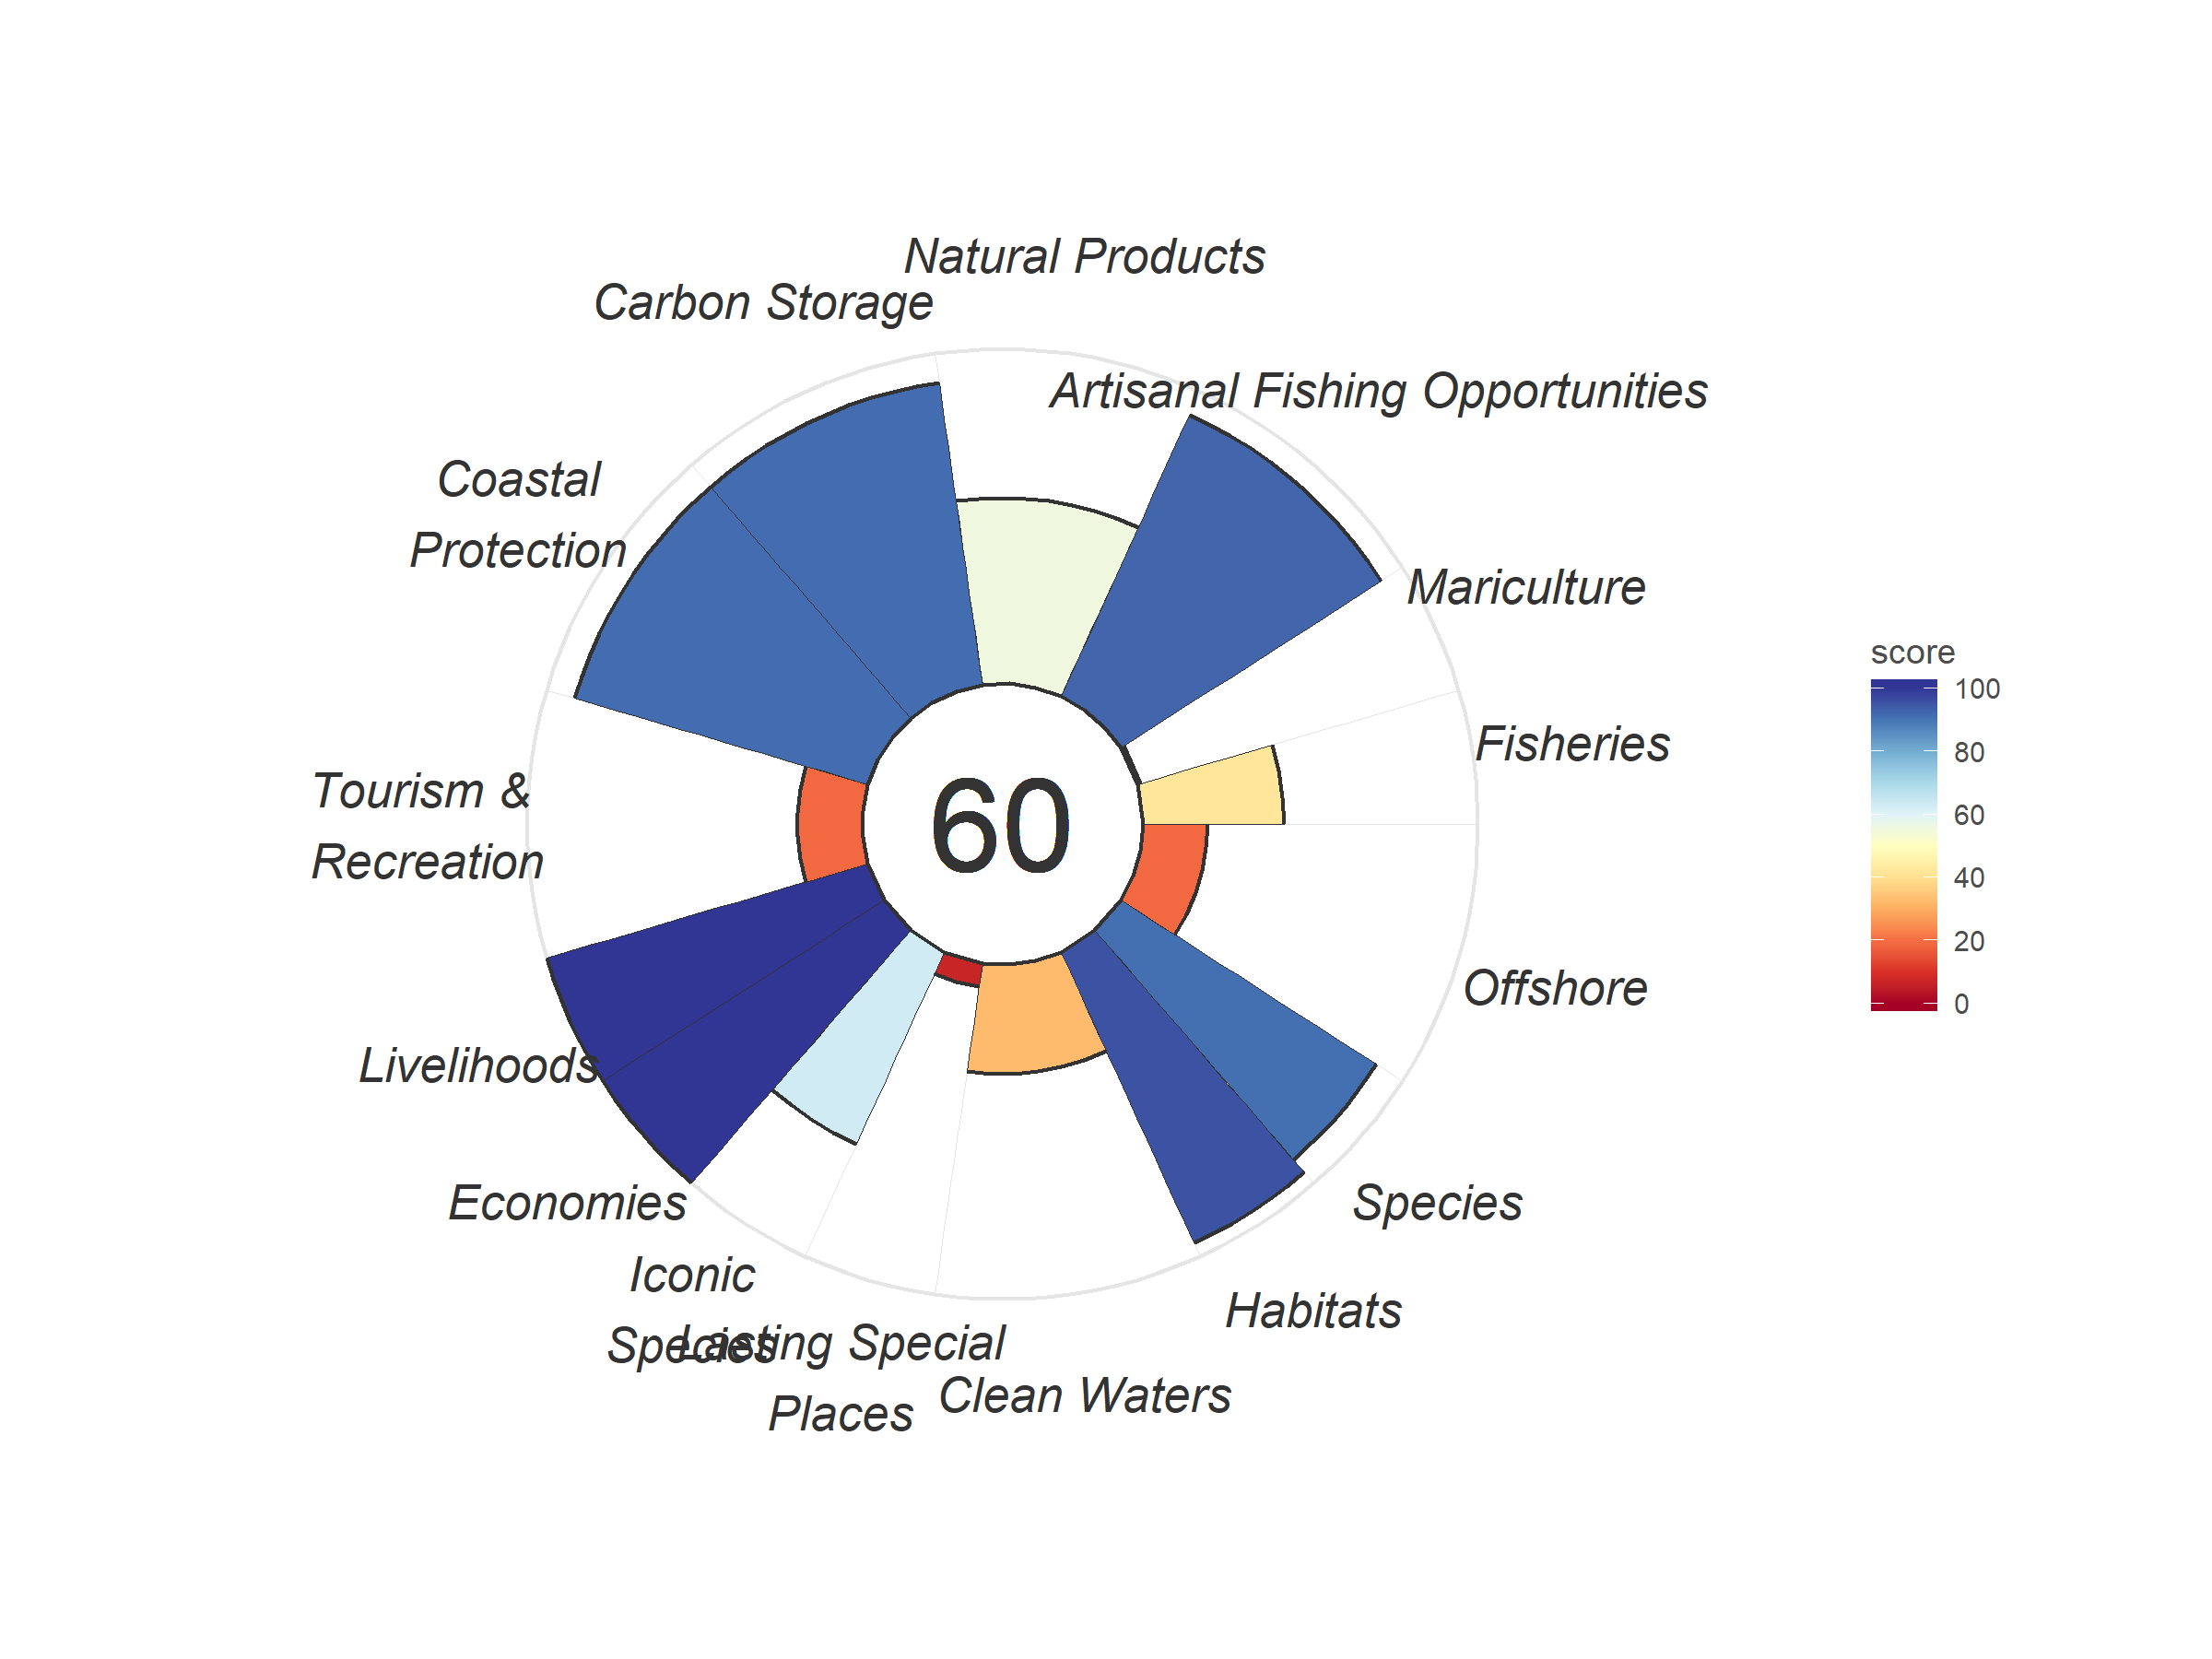 Natural Products
Carbon Storage
Artisanal Fishing Opportunities
Coastal
Protection
Mariculture
Fisheries
Tourism &
Recreation
60
Offshore
Livelihoods
Species
Economies
Habitats
Iconic
Species
Lasting Special
Places
Clean Waters
score
100
80
60
40
20
0